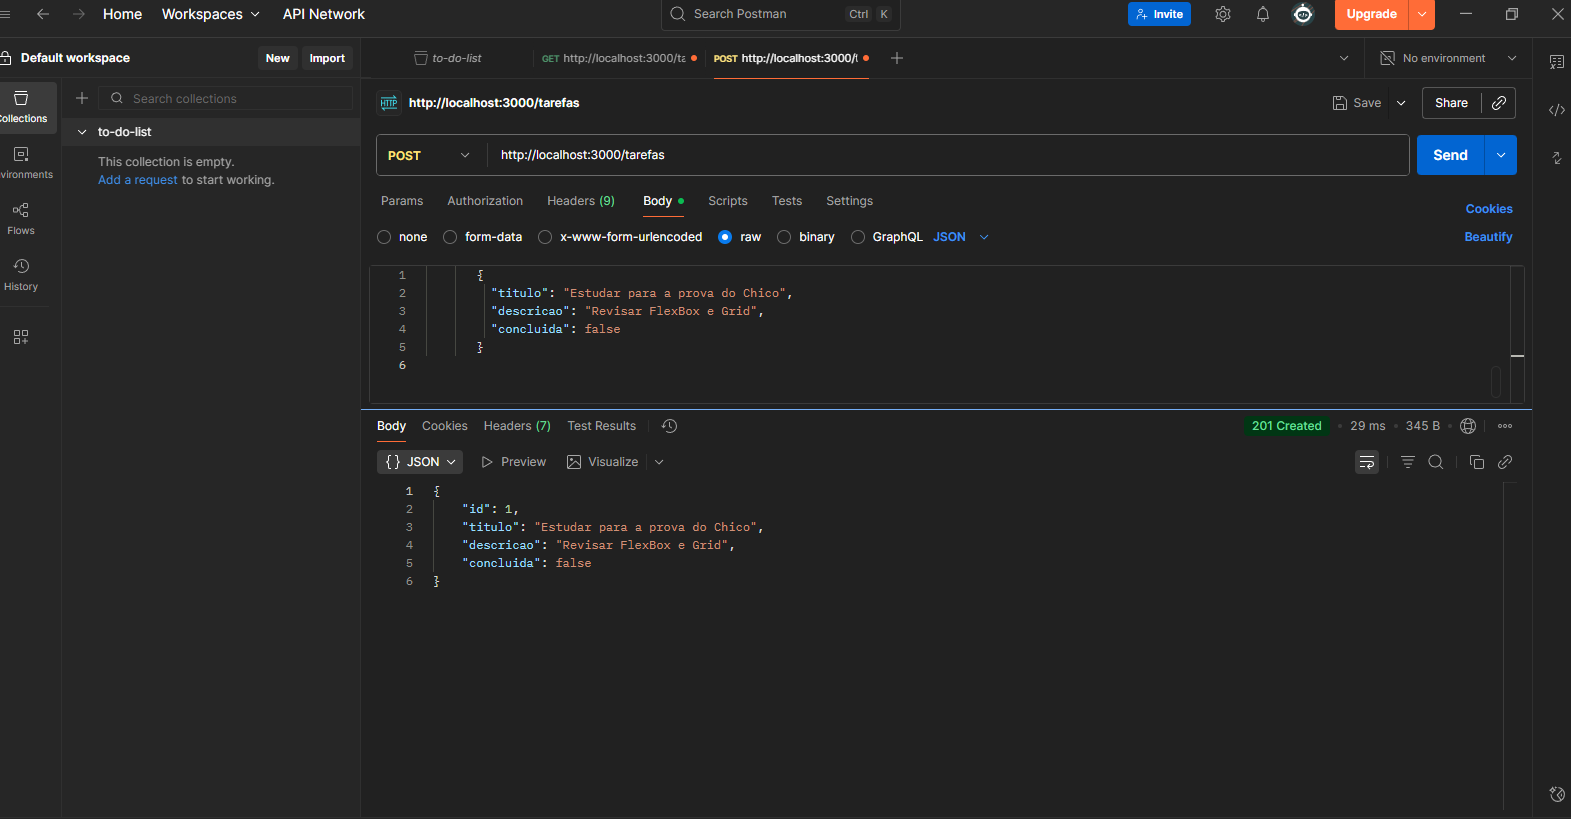 Home Workspaces API Network Search Postman Ctrl K Invite Upgrade
Default workspace New Import to-do-list GET http://localhost:3000/ta POST http://localhost:3000/t No environment
Search collections
Collections
to-do-list
This collection is empty.
Add a request to start working.
vironments
Flows
History
http://localhost:3000/tarefas Save Share
POST http://localhost:3000/tarefas Send
Params Authorization Headers (9) Body Scripts Tests Settings Cookies
none form-data x-www-form-urlencoded raw binary GraphQL JSON Beautify
1 {
2 "titulo": "Estudar para a prova do Chico",
3 "descricao": "Revisar FlexBox e Grid",
4 "concluida": false
5 }
6
Body Cookies Headers (7) Test Results 201 Created • 29 ms • 345 B
{} JSON Preview Visualize
1 {
2 "id": 1,
3 "titulo": "Estudar para a prova do Chico",
4 "descricao": "Revisar FlexBox e Grid",
5 "concluida": false
6 }